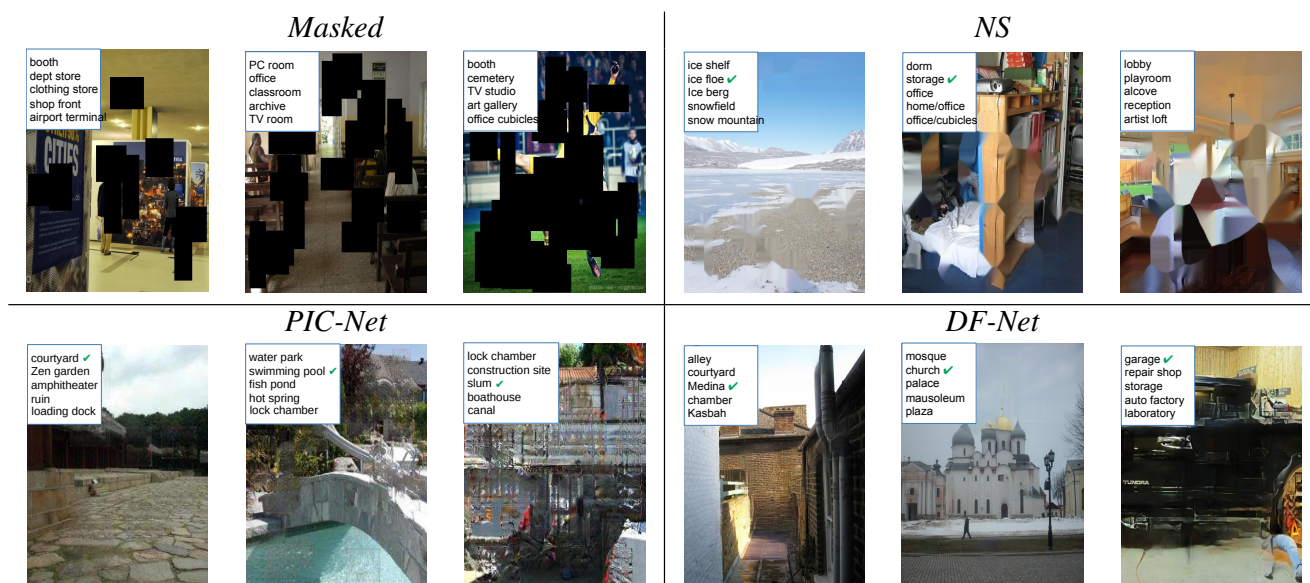 Masked
booth
dept store
clothing store
shop front
airport terminal
CITIES
PC room
office
classroom
archive
TV room
booth
cemetery
TV studio
art gallery
office cubicles
NS
ice shelf
ice floe ✔
Ice berg
snowfield
snow mountain
dorm
storage ✔
office
home/office
office/cubicles
lobby
playroom
alcove
reception
artist loft
PIC-Net
courtyard ✔
Zen garden
amphitheater
ruin
loading dock
water park
swimming pool ✔
fish pond
hot spring
lock chamber
lock chamber
construction site
slum ✔
boathouse
canal
DF-Net
alley
courtyard
Medina ✔
chamber
Kasbah
mosque
church ✔
palace
mausoleum
plaza
garage ✔
repair shop
storage
auto factory
laboratory
TUNDRA